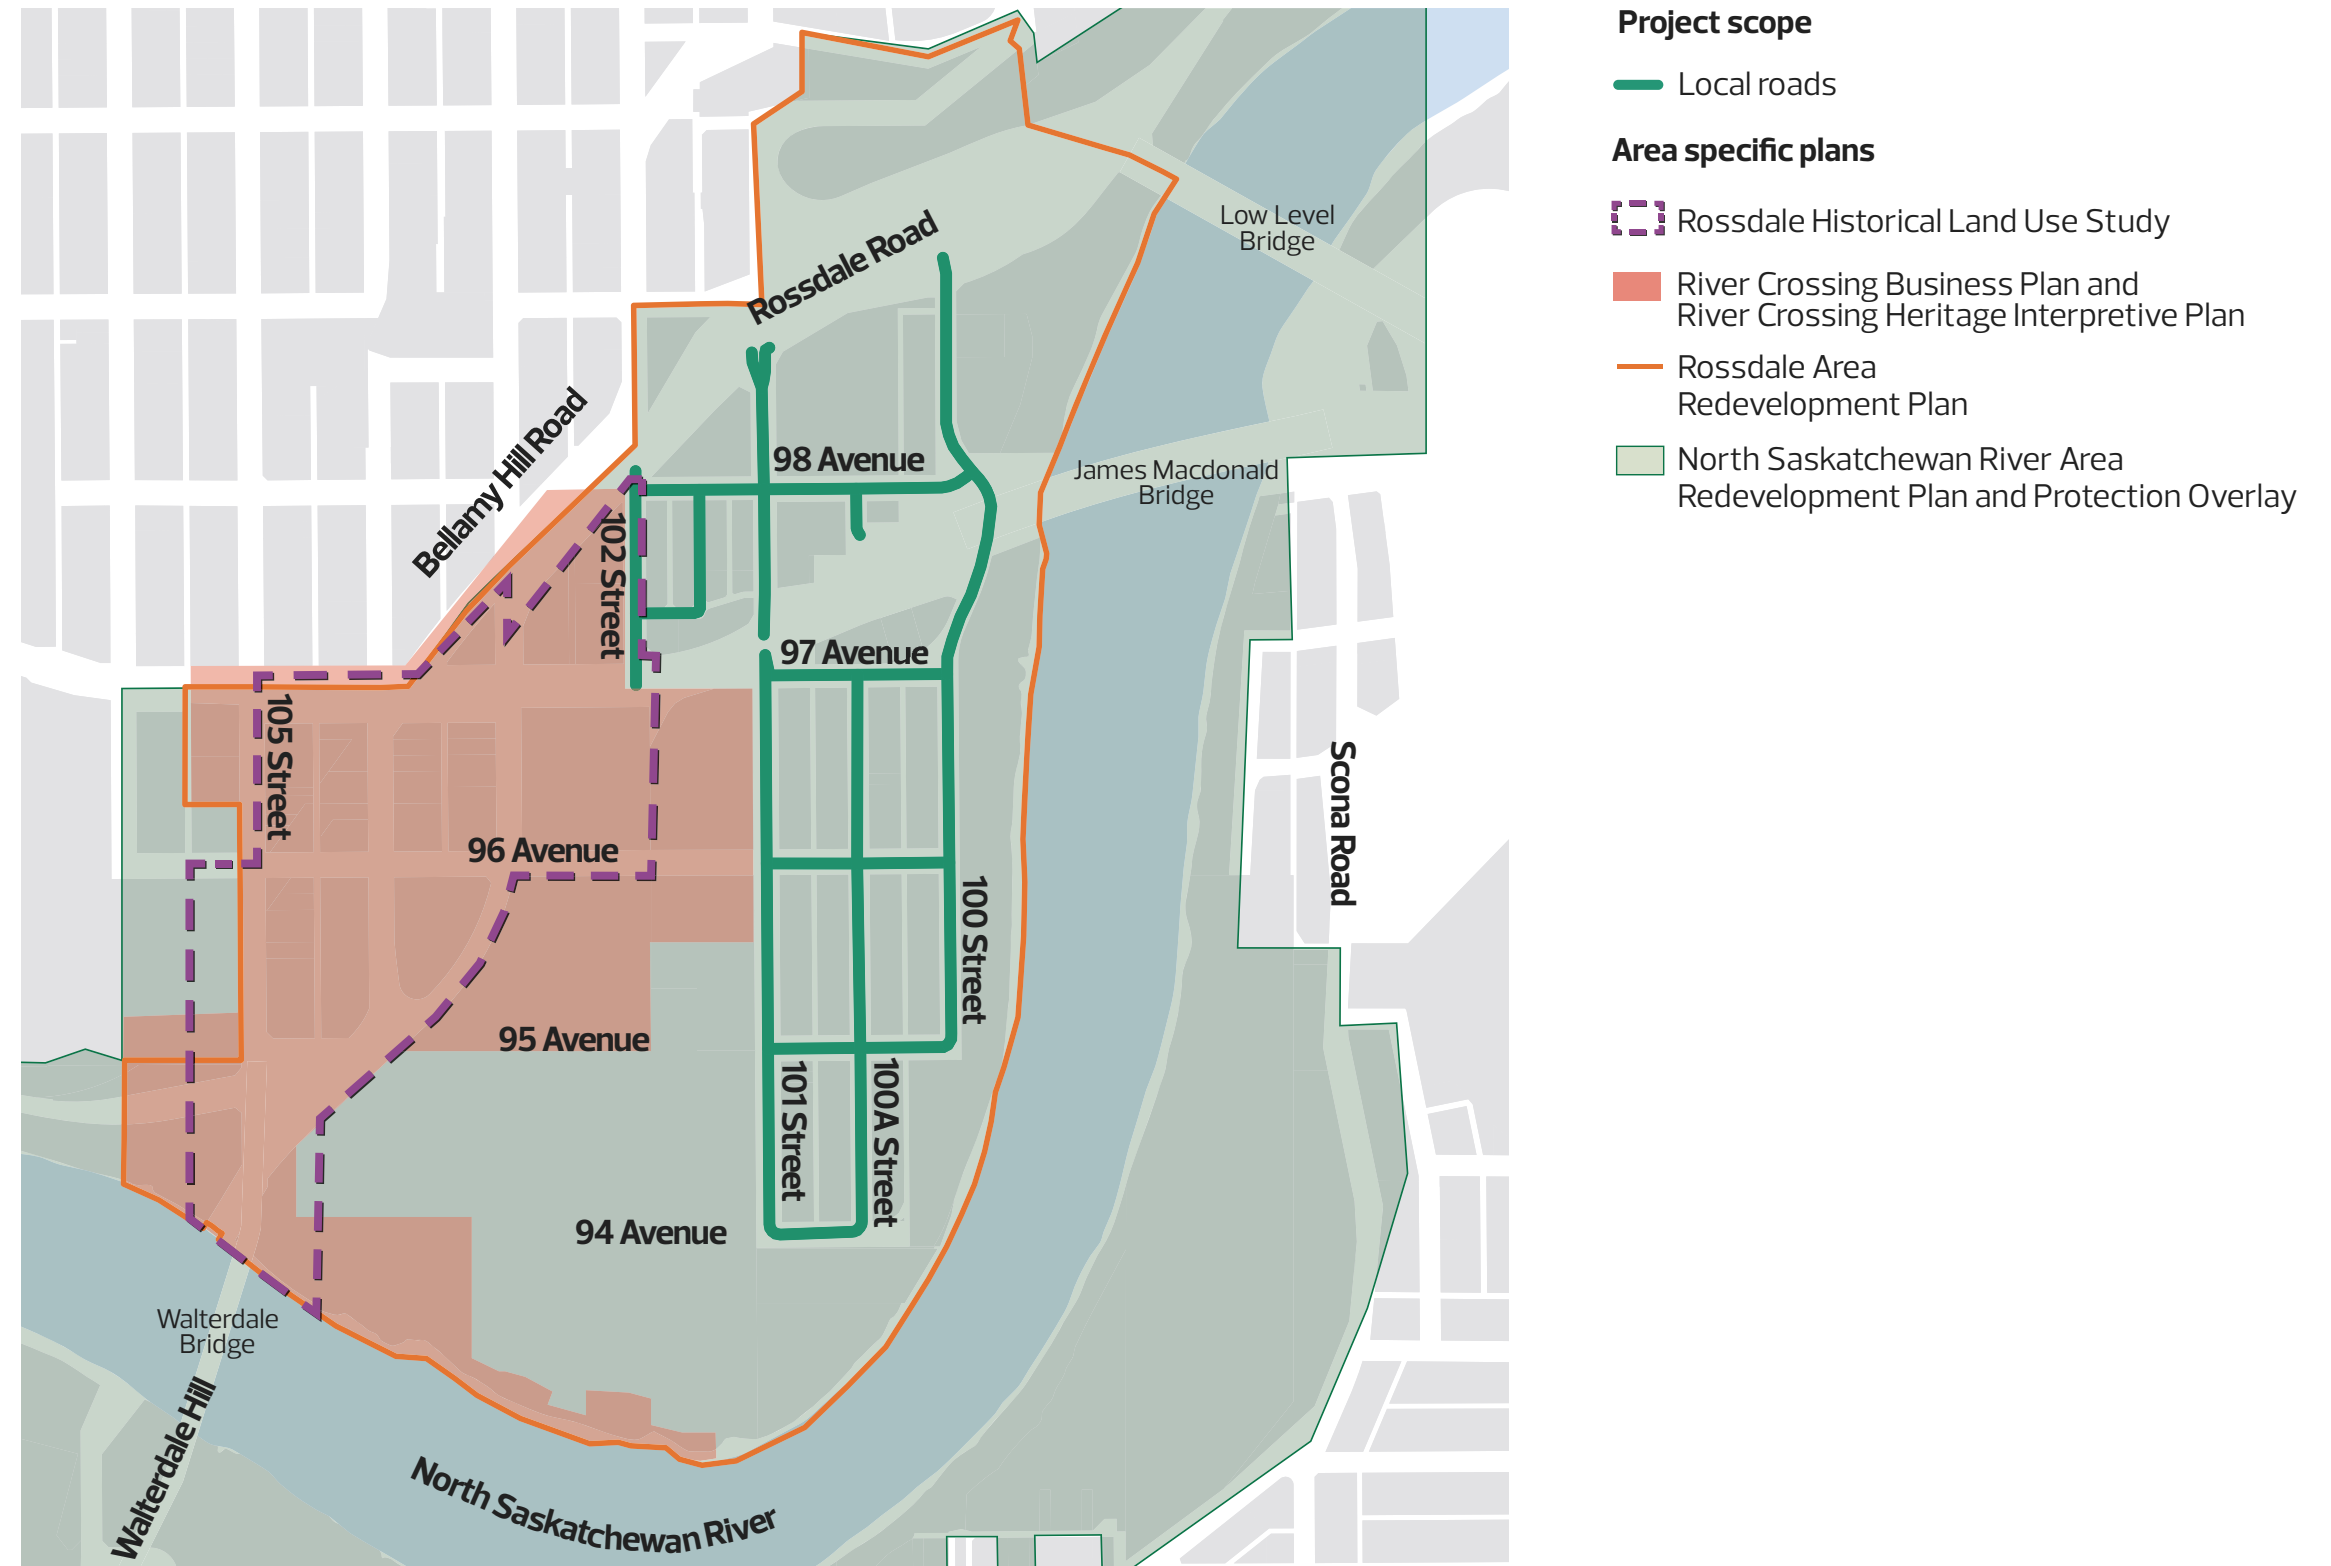 Project scope
Local roads
Area specific plans
Rossdale Historical Land Use Study
River Crossing Business Plan and
River Crossing Heritage Interpretive Plan
Rossdale Area
Redevelopment Plan
North Saskatchewan River Area
Redevelopment Plan and Protection Overlay
Low Level
Bridge
Rossdale Road
Bellamy Hill Road
98 Avenue
James Macdonald
Bridge
102 Street
97 Avenue
105 Street
Scona Road
96 Avenue
100 Street
95 Avenue
101 Street
100A Street
94 Avenue
Walterdale
Bridge
Walterdale Hill
North Saskatchewan River